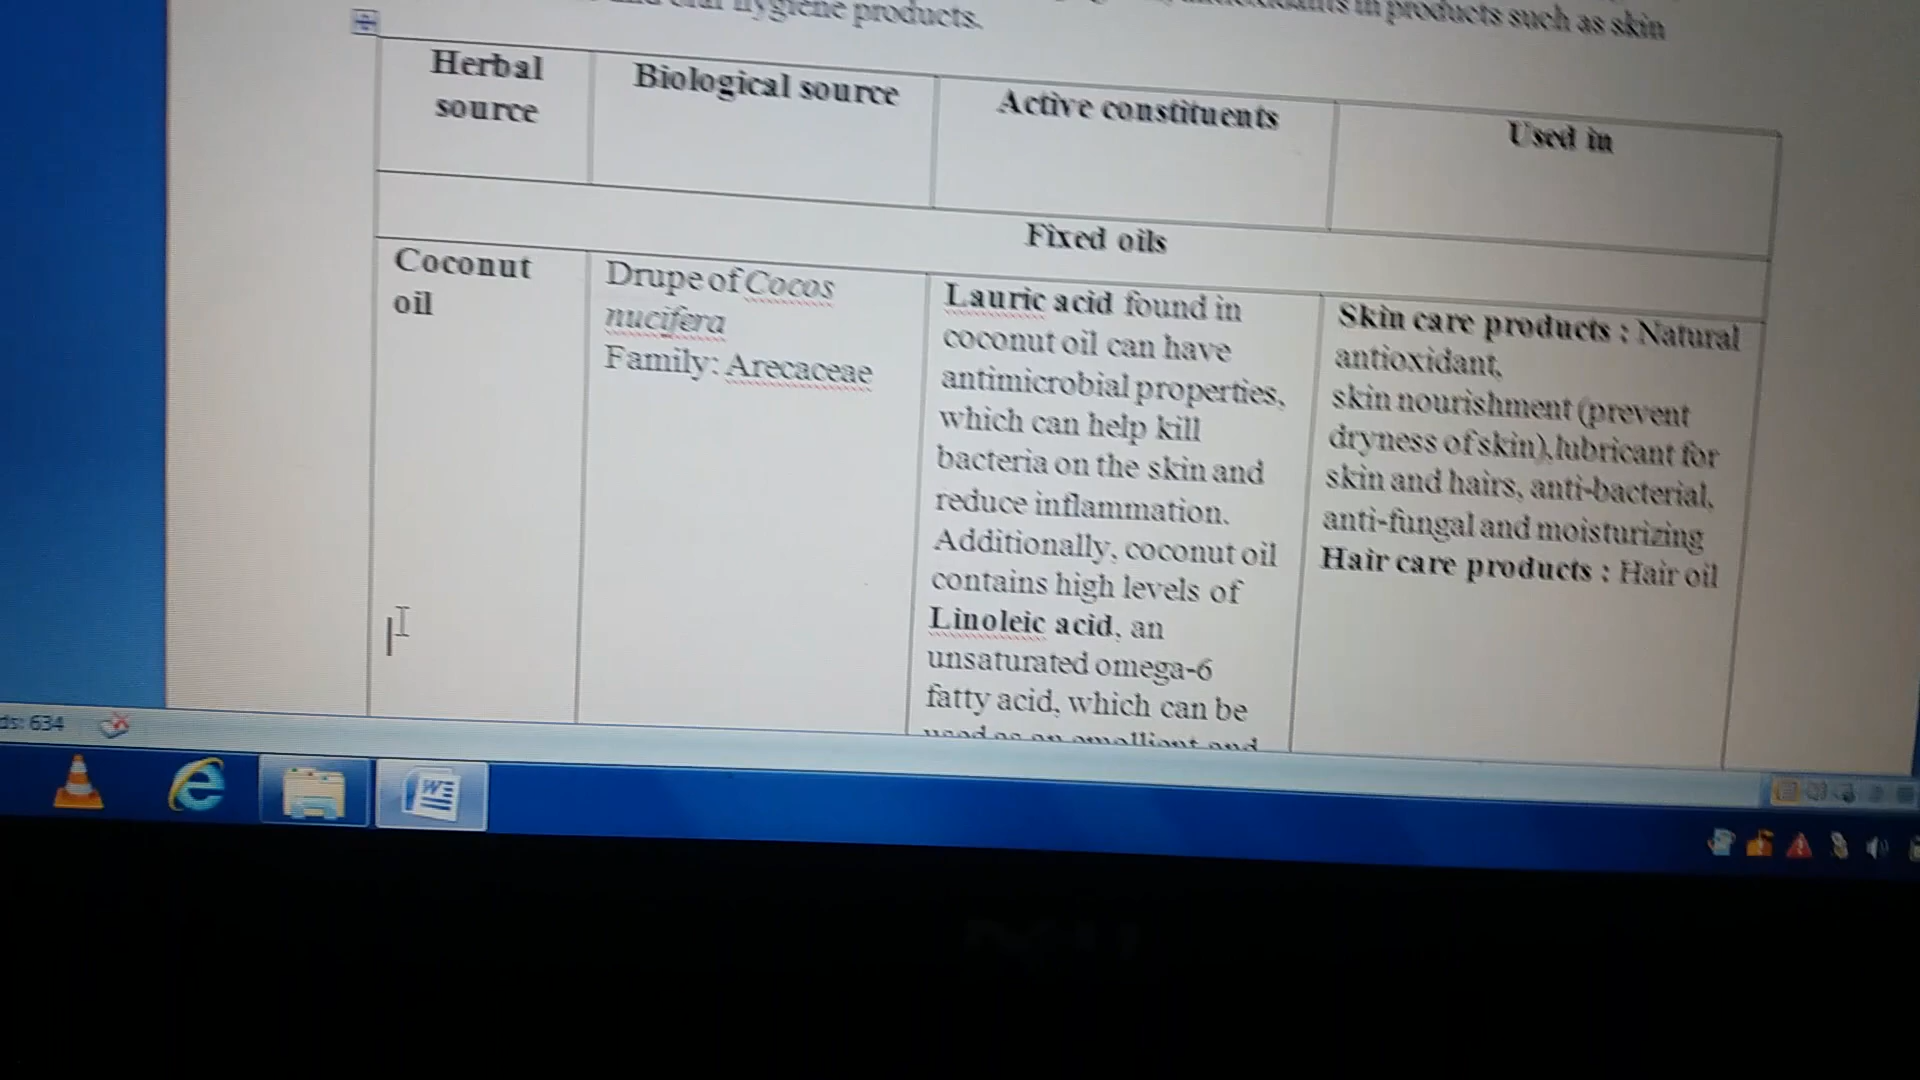 hygiene products.
in products such as skin
Herbal
source
Biological source
Active constituents
Used in
Fixed oils
Coconut
oil
Drupe of Cocos
nucifera
Family: Arecaceae
Lauric acid found in
coconut oil can have
antimicrobial properties,
which can help kill
bacteria on the skin and
reduce inflammation.
Additionally, coconut oil
contains high levels of
Linoleic acid, an
unsaturated omega-6
fatty acid, which can be
Skin care products : Natural
antioxidant,
skin nourishment (prevent
dryness of skin), lubricant for
skin and hairs, anti-bacterial,
anti-fungal and moisturizing
Hair care products : Hair oil
634